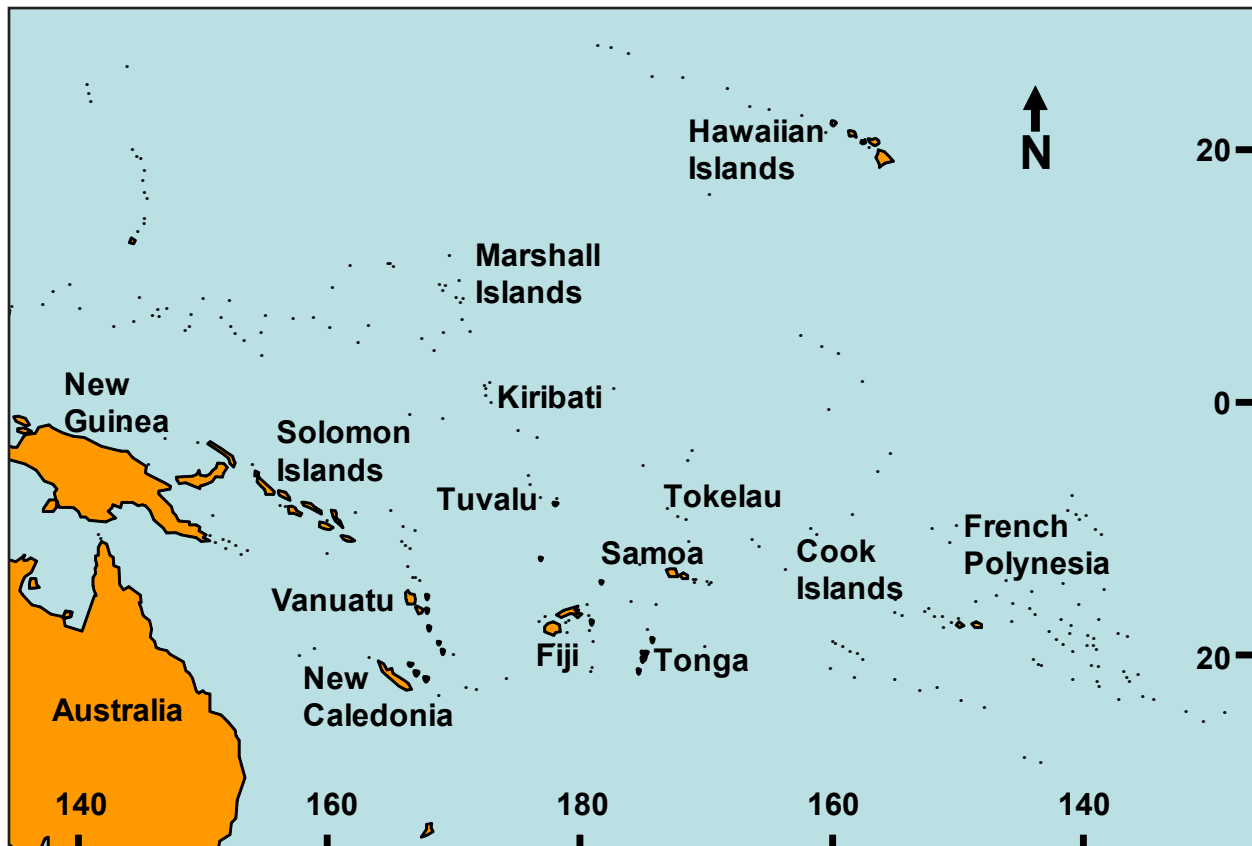 Hawaiian
Islands
N
20
Marshall
Islands
New
Guinea
Kiribati
0
Solomon
Islands
Tuvalu
Tokelau
French
Polynesia
Samoa
Cook
Islands
Vanuatu
Fiji
Tonga
20
New
Caledonia
Australia
140
160
180
160
140